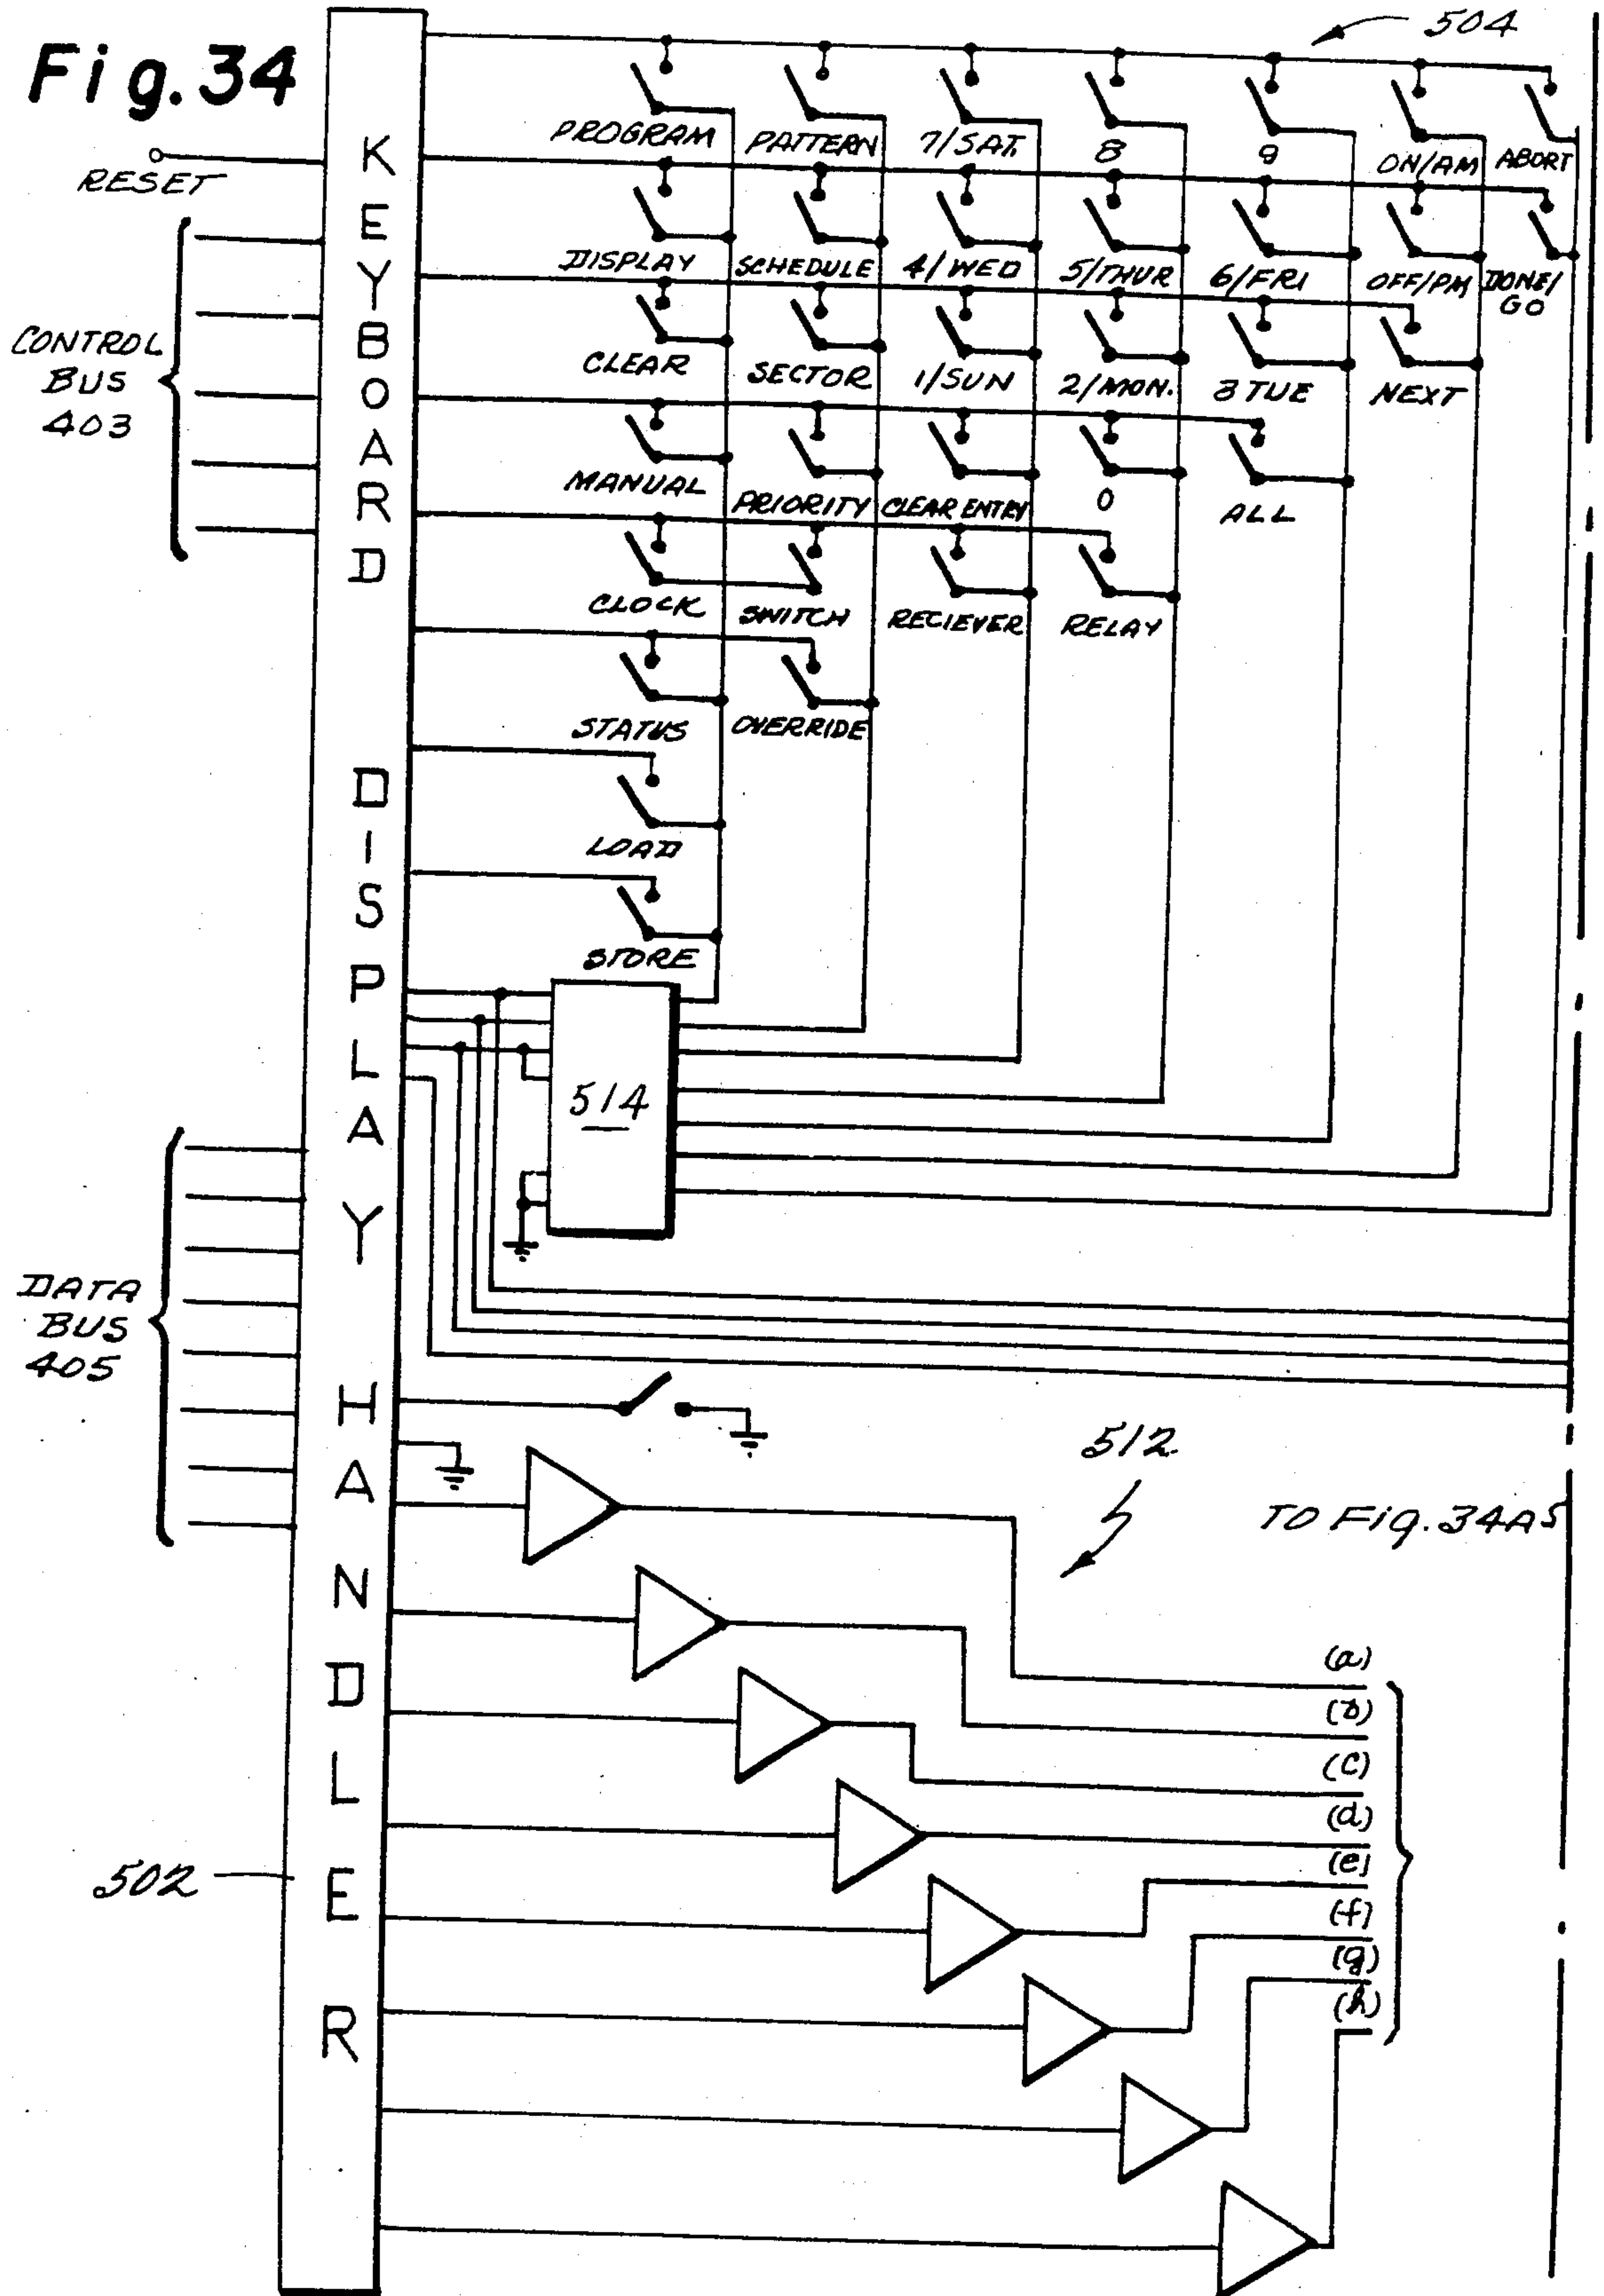 Fig. 34
504
PROGRAM PATTERN 7/SAT. 8 9 ON/AM ABORT
RESET
DISPLAY SCHEDULE 4/WED 5/THUR 6/FRI OFF/PM DONE/
GO
CONTROL
BUS
403
CLEAR SECTOR 1/SUN 2/MON. 3 TUE NEXT
MANUAL PRIORITY CLEAR ENTRY 0 ALL
CLOCK SWITCH RECIEVER RELAY
STATUS OVERRIDE
LOAD
STORE
514
KEYBOARD DISPLAY HANDLER
DATA
BUS
405
512
TO Fig. 34A5
(a)
(b)
(c)
(d)
(e)
(f)
(g)
(h)
502